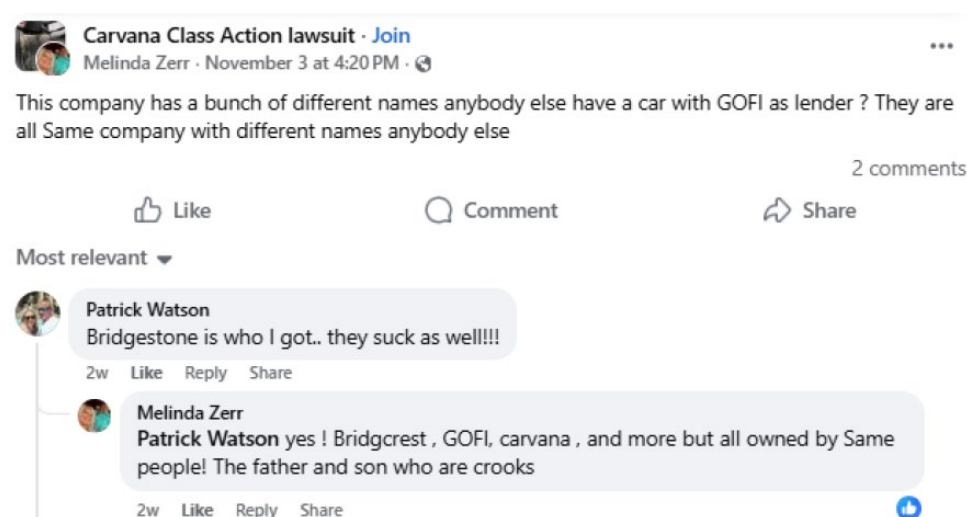 Carvana Class Action lawsuit · Join
Melinda Zerr · November 3 at 4:20 PM ·
This company has a bunch of different names anybody else have a car with GOFI as lender ? They are
all Same company with different names anybody else
2 comments
Like Comment Share
Most relevant
Patrick Watson
Bridgestone is who I got.. they suck as well!!!
2w Like Reply Share
Melinda Zerr
Patrick Watson yes ! Bridgcrest , GOFI, carvana , and more but all owned by Same
people! The father and son who are crooks
2w Like Reply Share